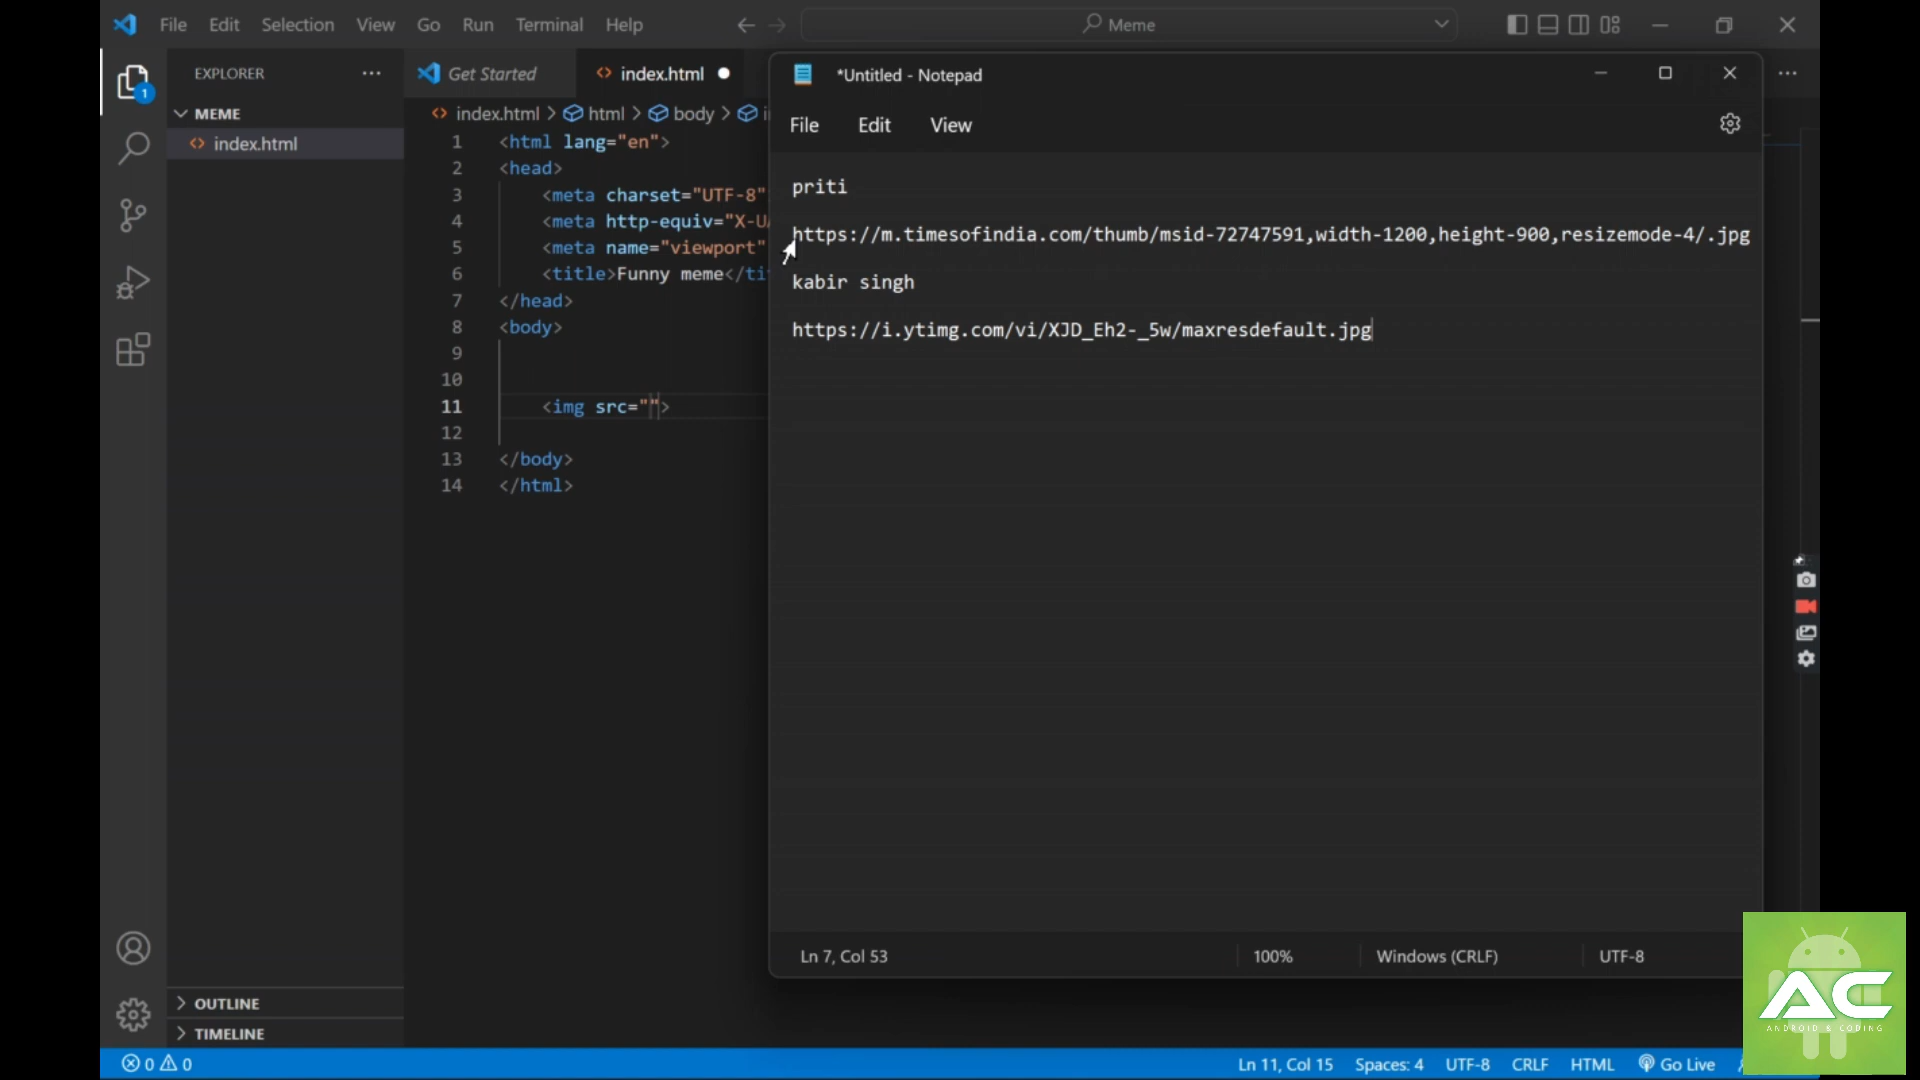 File Edit Selection View Go Run Terminal Help
Meme
EXPLORER
1
MEME
index.html
Get Started
index.html
index.html > html > body >
1 <html lang="en">
2 <head>
3 <meta charset="UTF-8"
4 <meta http-equiv="X-U
5 <meta name="viewport"
6 <title>Funny meme</ti
7 </head>
8 <body>
9
10
11 <img src="">
12
13 </body>
14 </html>
*Untitled - Notepad
File Edit View
priti
https://m.timesofindia.com/thumb/msid-72747591,width-1200,height-900,resizemode-4/.jpg
kabir singh
https://i.ytimg.com/vi/XJD_Eh2-_5w/maxresdefault.jpg
Ln 7, Col 53
100%
Windows (CRLF)
UTF-8
OUTLINE
TIMELINE
0 0
Ln 11, Col 15
Spaces: 4
UTF-8
CRLF
HTML
Go Live
AC
ANDROID & CODING